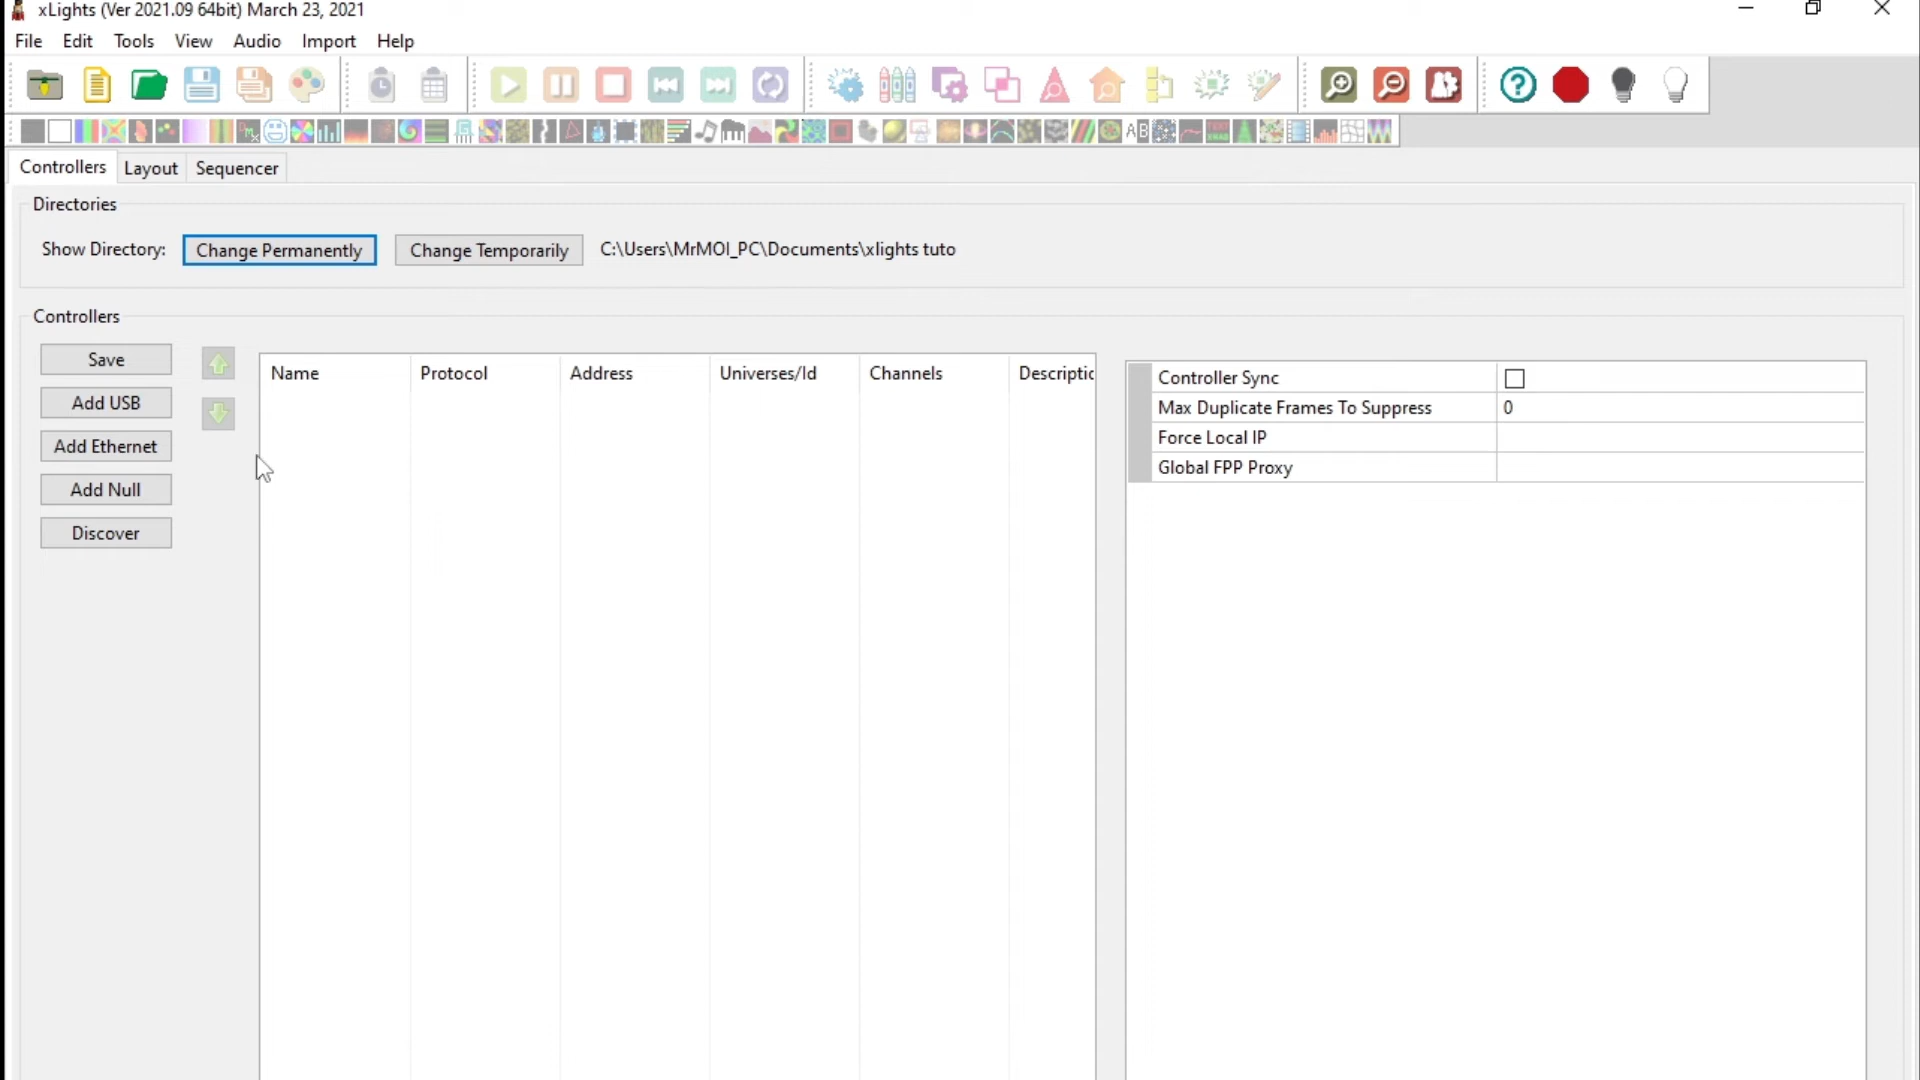 xLights (Ver 2021.09 64bit) March 23, 2021
File Edit Tools View Audio Import Help
Controllers Layout Sequencer
Directories
Show Directory: Change Permanently Change Temporarily C:\Users\MrMOI_PC\Documents\xlights tuto
Controllers
Save
Add USB
Add Ethernet
Add Null
Discover
Name Protocol Address Universes/Id Channels Descriptic
Controller Sync
Max Duplicate Frames To Suppress 0
Force Local IP
Global FPP Proxy